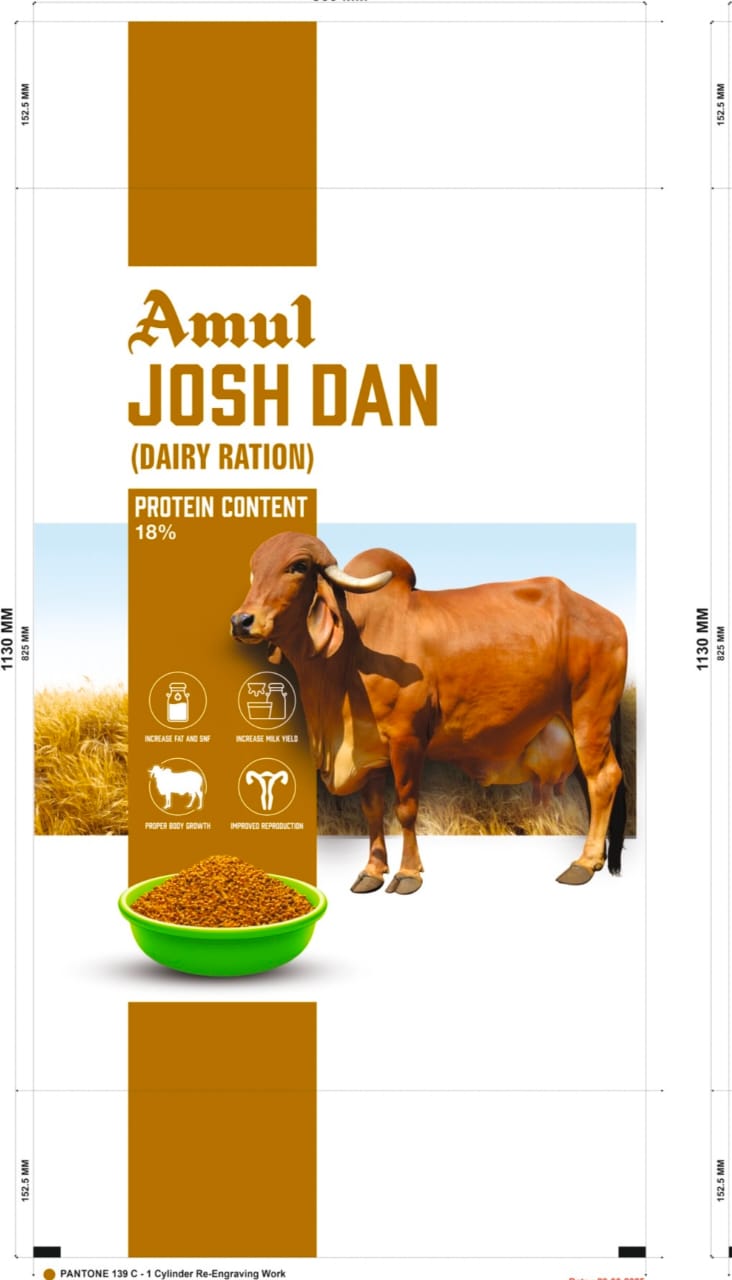 152.5 MM
152.5 MM
Amul
JOSH DAN
(DAIRY RATION)
PROTEIN CONTENT
18%
1130 MM
825 MM
1130 MM
825 MM
INCREASE FAT AND SNF
INCREASE MILK YIELD
PROPER BODY GROWTH
IMPROVED REPRODUCTION
152.5 MM
152.5 MM
PANTONE 139 C - 1 Cylinder Re-Engraving Work